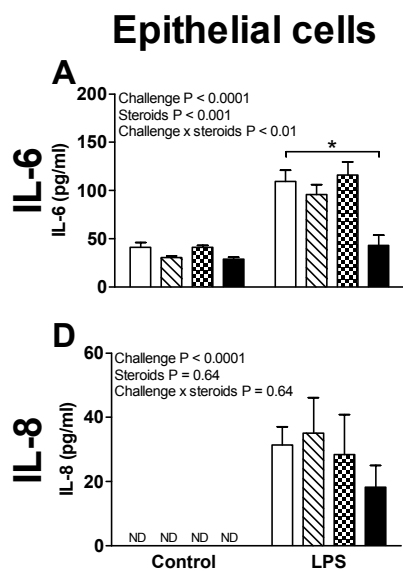 Epithelial cells
A
IL-6
IL-6 (pg/ml)
200
150
100
50
0
Challenge P < 0.0001
Steroids P < 0.001
Challenge x steroids P < 0.01
*
D
IL-8
IL-8 (pg/ml)
60
40
20
0
Challenge P < 0.0001
Steroids P = 0.64
Challenge x steroids P = 0.64
ND ND ND ND
Control LPS